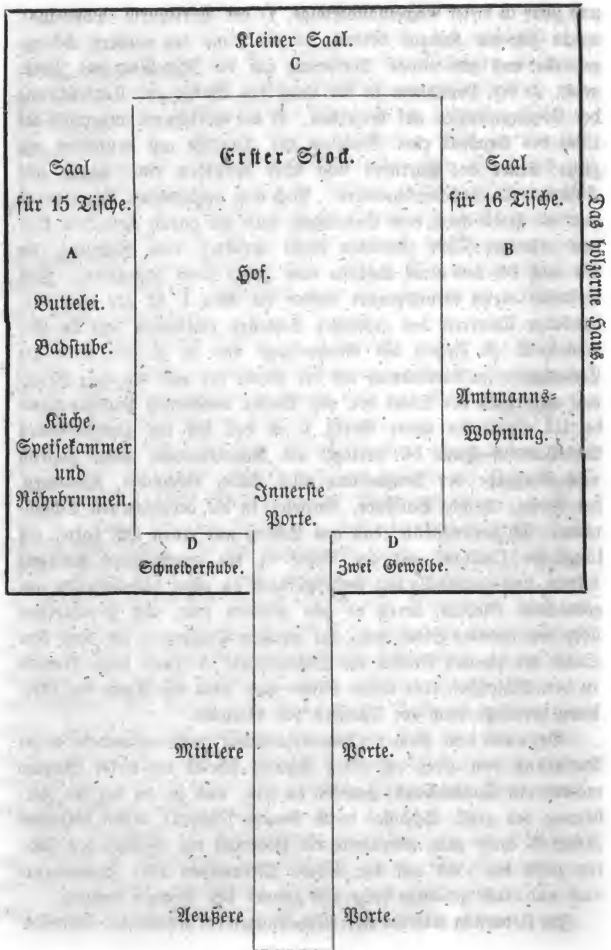 Kleiner Saal.
C
Erster Stock.
Saal
für 15 Tische.
A
Buttelei.
Badstube.
Küche,
Speisekammer
und
Röhrbrunnen.
Hof.
Saal
für 16 Tische.
B
Amtmanns-
Wohnung.
Das hölzerne Haus.
Innerste
Porte.
D
Schneiderstube.
D
Zwei Gewölbe.
Mittlere Porte.
Aeußere Porte.